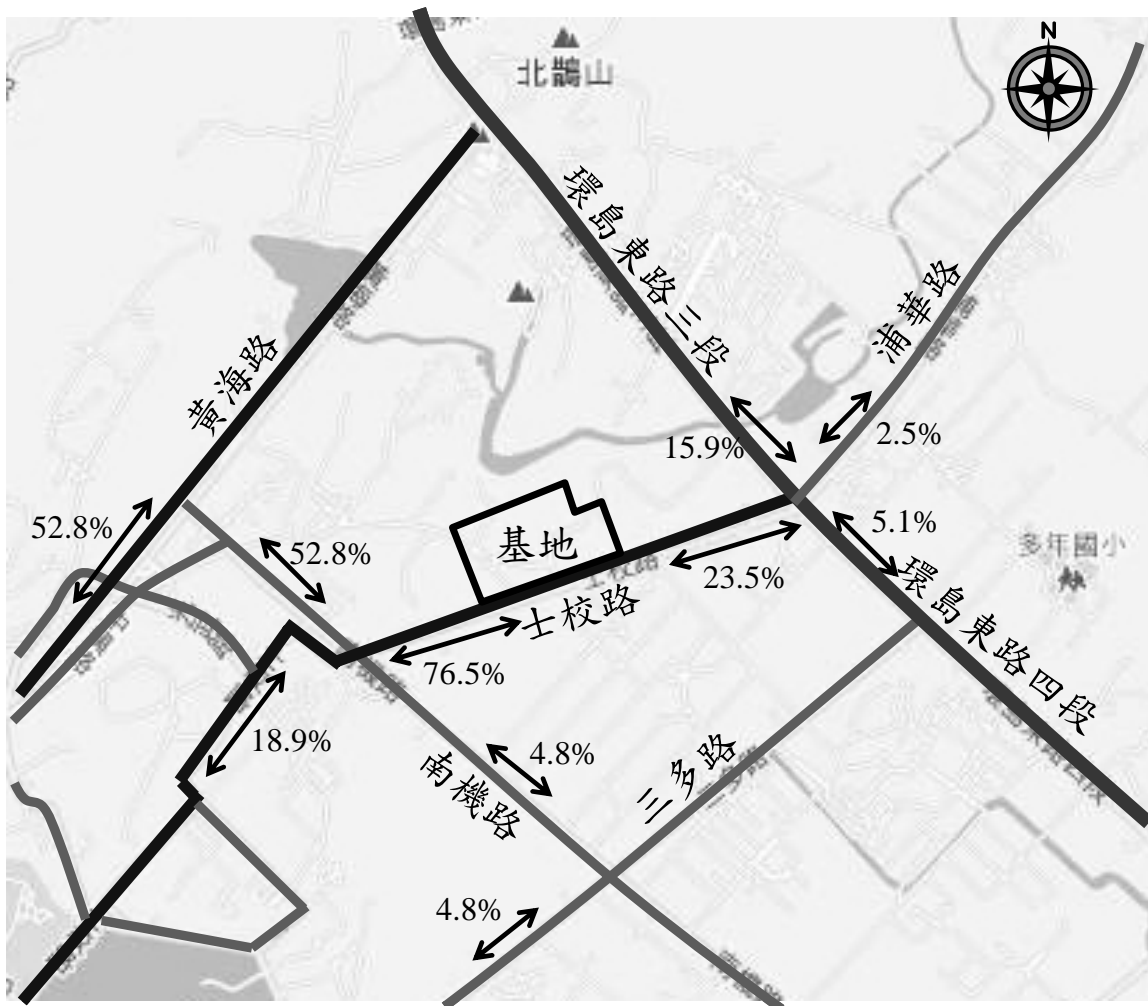 N
北鵲山
環島東路三段
浦華路
黃海路
15.9%
2.5%
52.8%
52.8%
基地
5.1%
多年國小
23.5%
士校路
環島東路四段
76.5%
18.9%
4.8%
南機路
三多路
4.8%